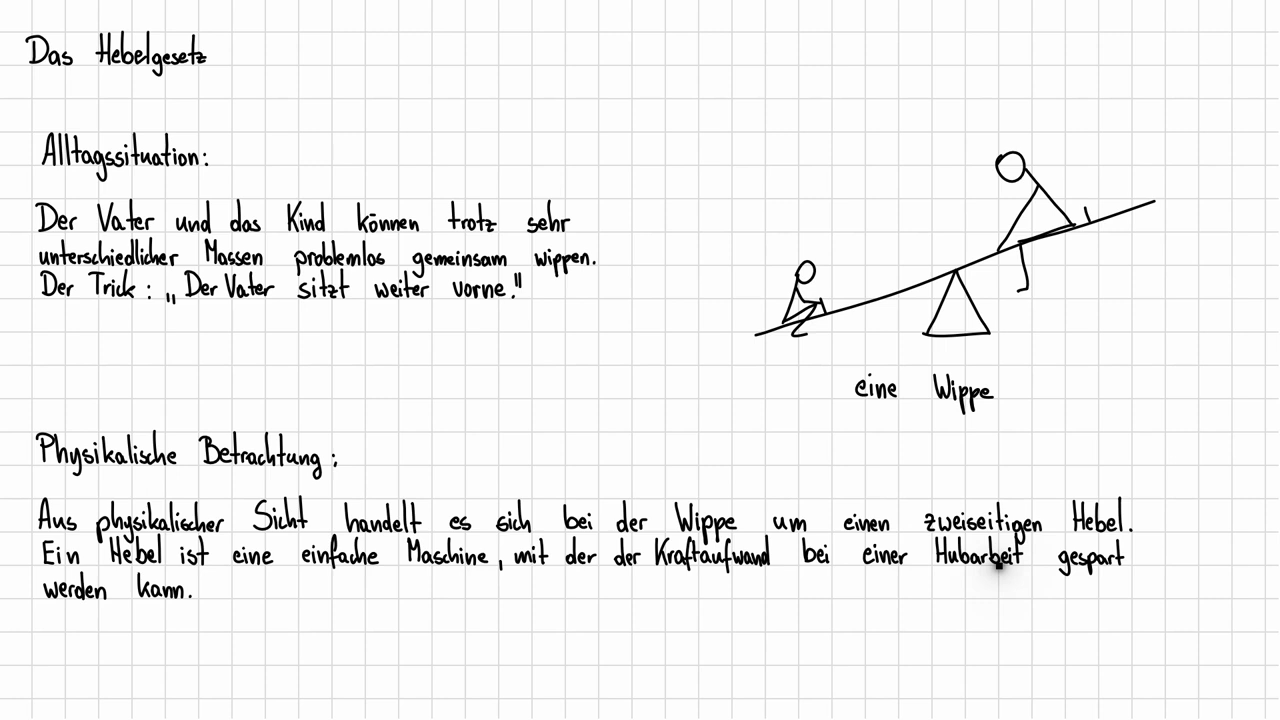 Das Hebelgesetz
Alltagssituation:
Der Vater und das Kind können trotz sehr
unterschiedlicher Massen problemlos gemeinsam wippen.
Der Trick: „Der Vater sitzt weiter vorne."
eine Wippe
Physikalische Betrachtung:
Aus physikalischer Sicht handelt es sich bei der Wippe um einen zweiseitigen Hebel.
Ein Hebel ist eine einfache Maschine, mit der der Kraftaufwand bei einer Hubarbeit gespart
werden kann.